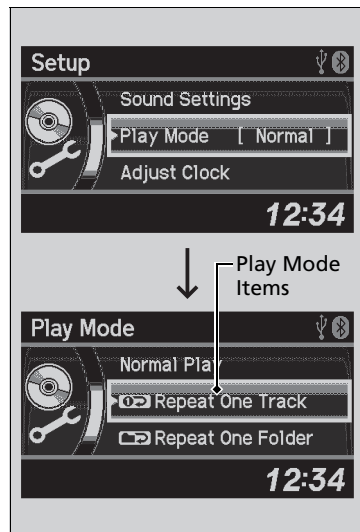 Setup
Sound Settings
Play Mode [ Normal ]
Adjust Clock
12:34
Play Mode
Items
Play Mode
Normal Play
Repeat One Track
Repeat One Folder
12:34